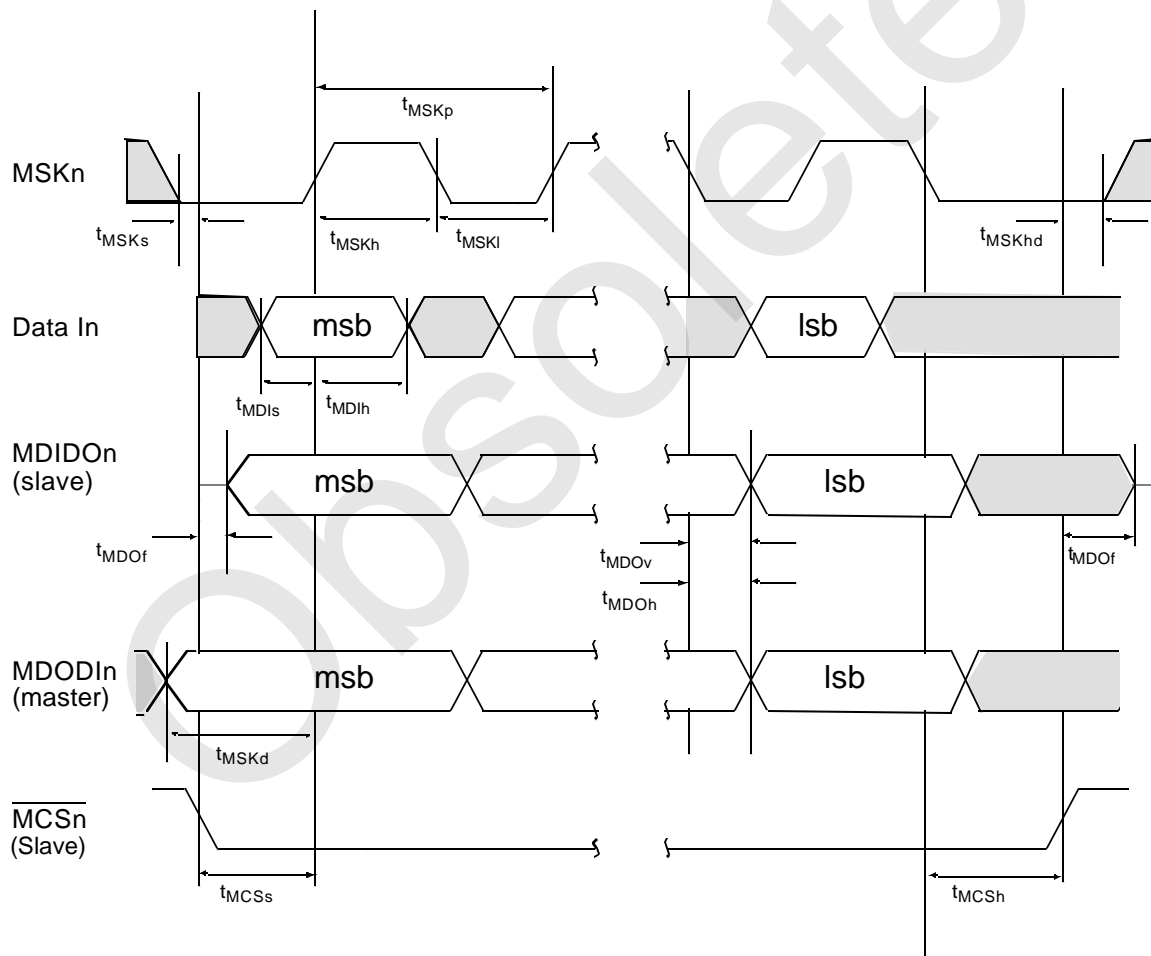 Obsolete
tMSKp
MSKn
tMSKs
tMSKh
tMSKl
tMSKhd
Data In
msb
lsb
tMDIs
tMDIh
MDIDOn
(slave)
msb
lsb
tMDOf
tMDOv
tMDOf
tMDOh
MDODIn
(master)
msb
lsb
tMSKd
MCSn
(Slave)
tMCSs
tMCSh